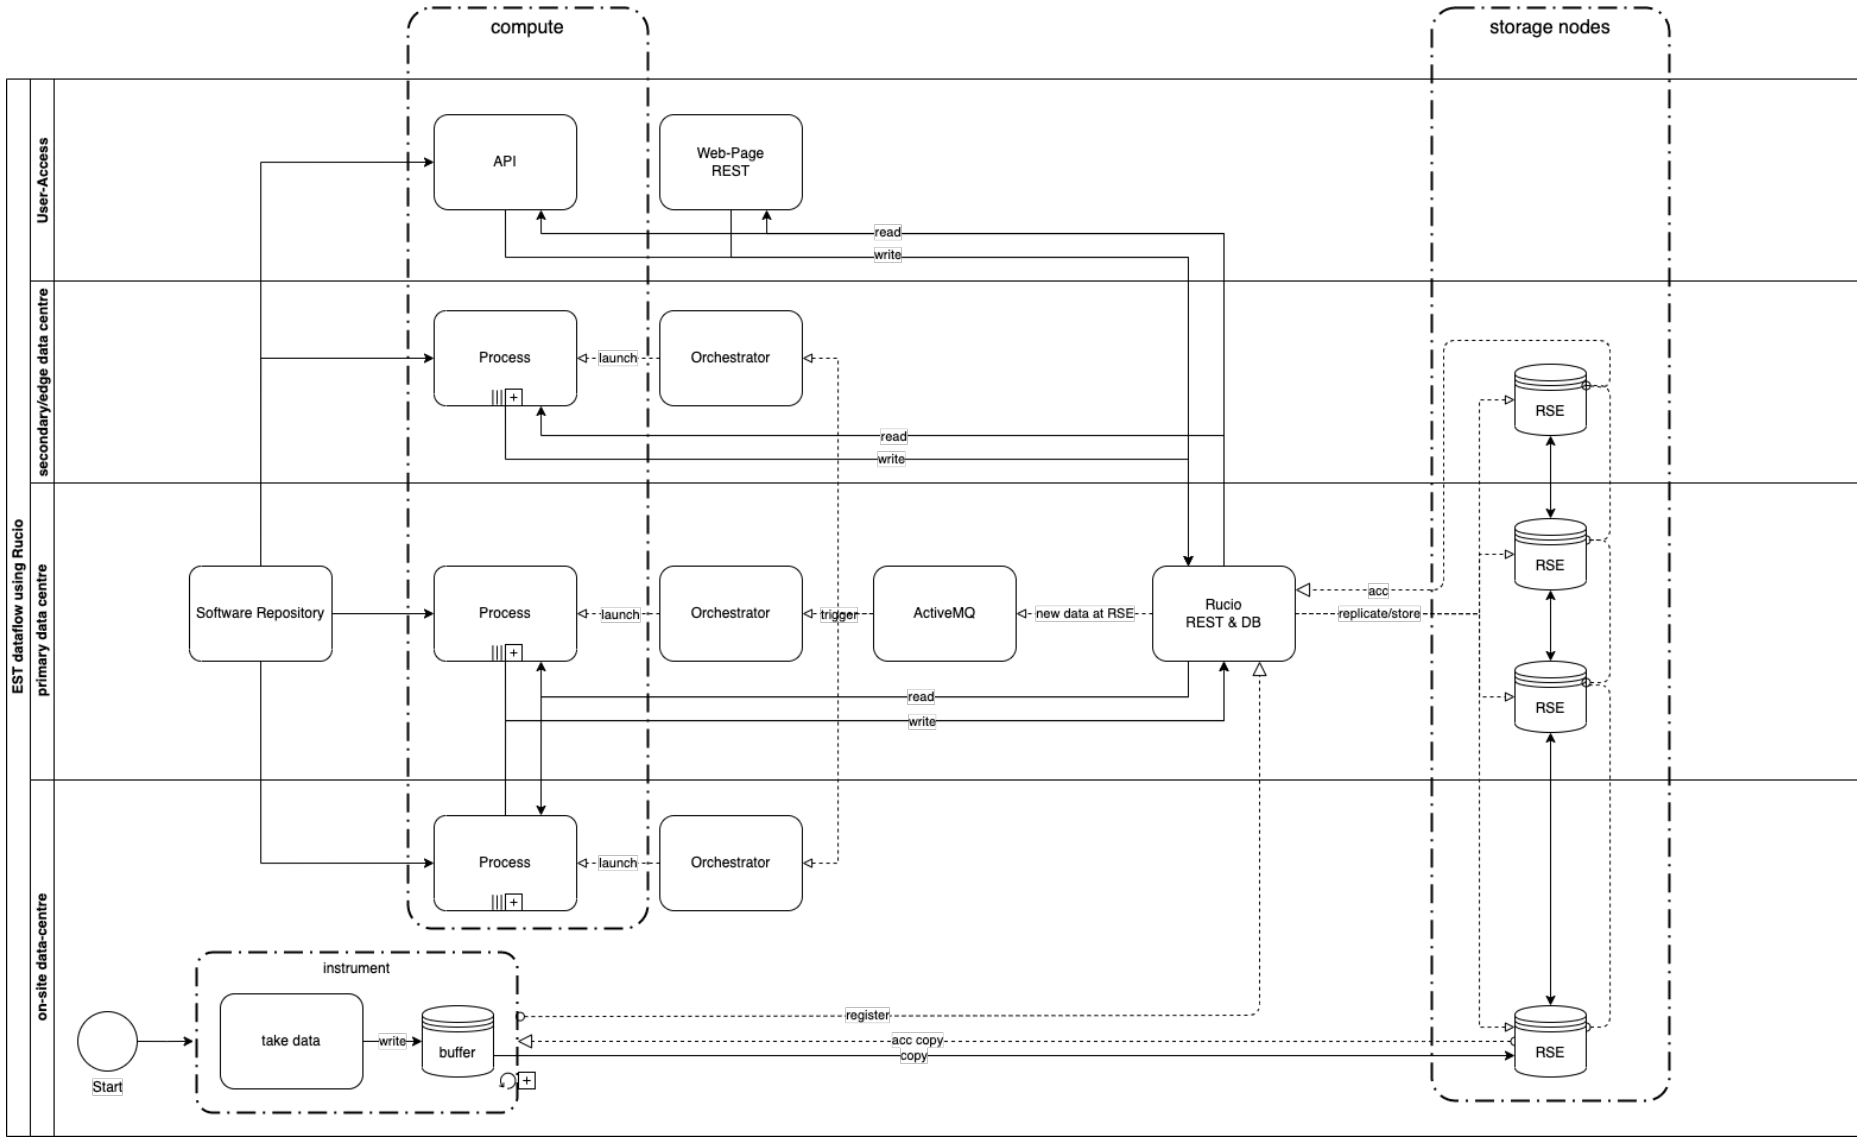 compute
storage nodes
EST dataflow using Rucio
User-Access
API
Web-Page
REST
read
write
secondary/edge data centre
Process
launch
Orchestrator
RSE
read
write
primary data centre
RSE
acc
Software Repository
Process
launch
Orchestrator
trigger
ActiveMQ
new data at RSE
Rucio
REST & DB
replicate/store
read
RSE
write
on-site data-centre
Process
launch
Orchestrator
instrument
register
take data
write
buffer
acc copy
copy
RSE
Start